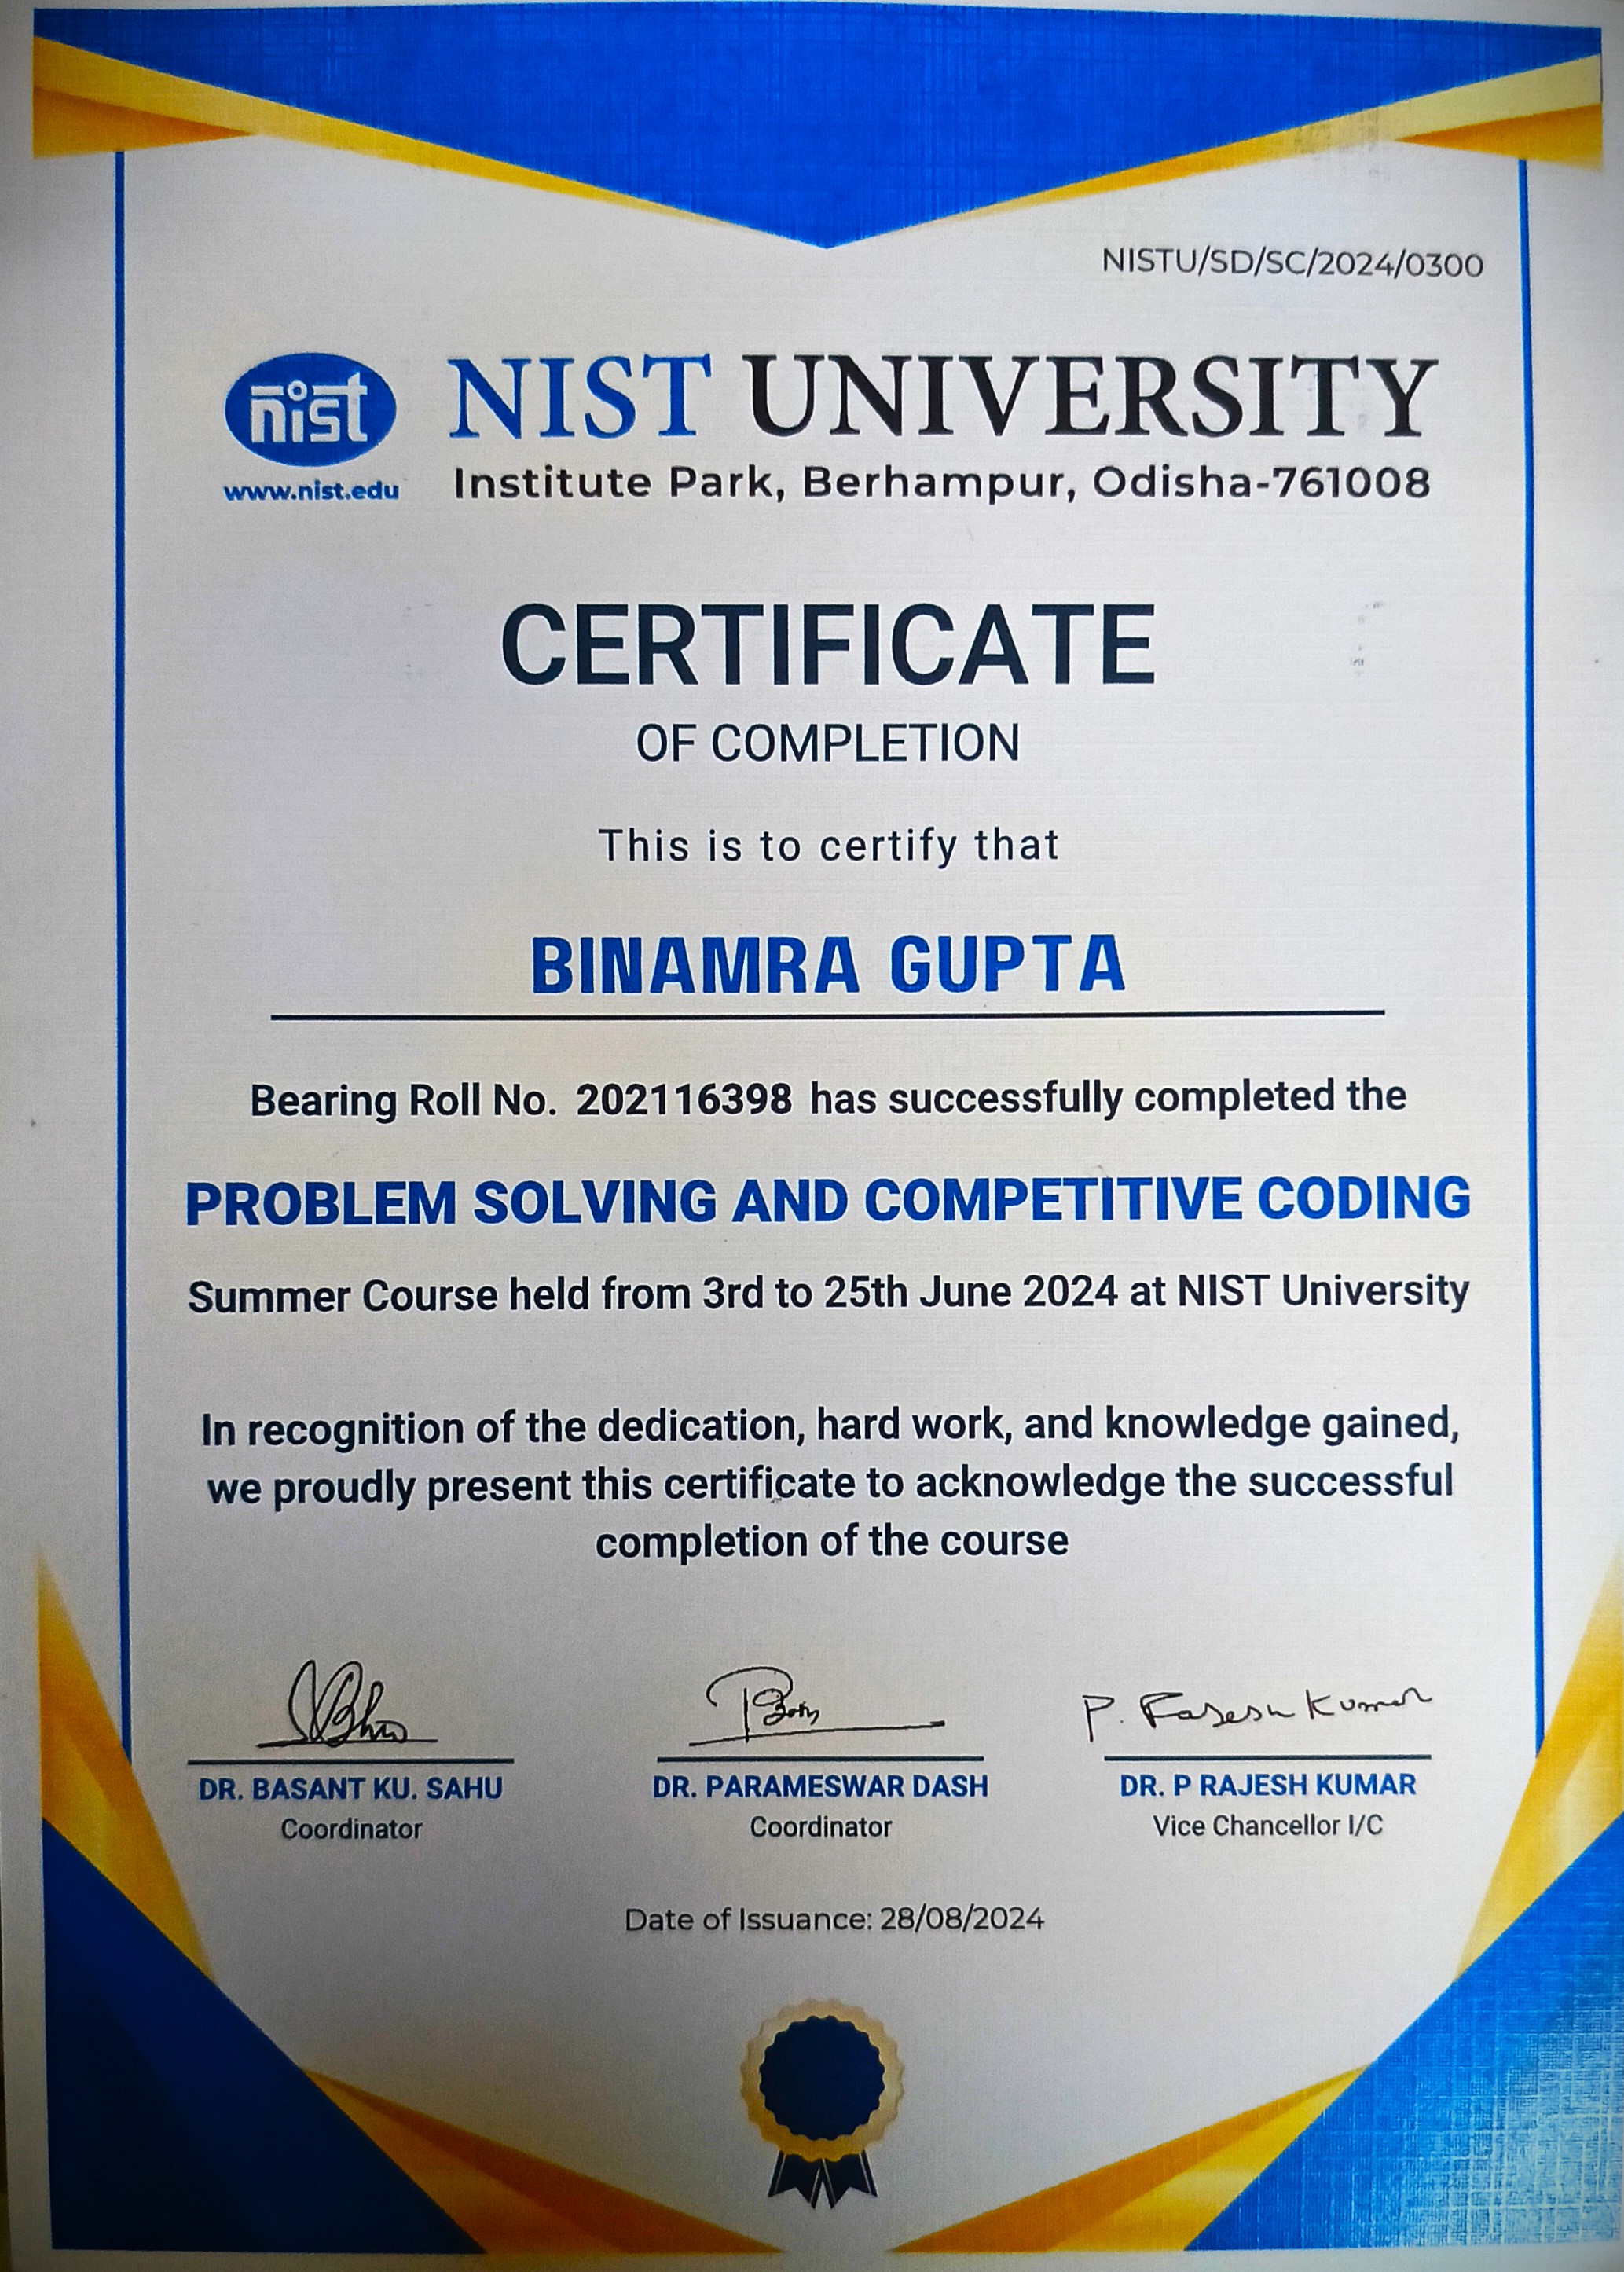 NISTU/SD/SC/2024/0300
nist
NIST UNIVERSITY
www.nist.edu
Institute Park, Berhampur, Odisha-761008
CERTIFICATE
OF COMPLETION
This is to certify that
BINAMRA GUPTA
Bearing Roll No. 202116398 has successfully completed the
PROBLEM SOLVING AND COMPETITIVE CODING
Summer Course held from 3rd to 25th June 2024 at NIST University
In recognition of the dedication, hard work, and knowledge gained,
we proudly present this certificate to acknowledge the successful
completion of the course
P. Rajesh Kumar
DR. BASANT KU. SAHU
DR. PARAMESWAR DASH
DR. P RAJESH KUMAR
Coordinator
Coordinator
Vice Chancellor I/C
Date of Issuance: 28/08/2024